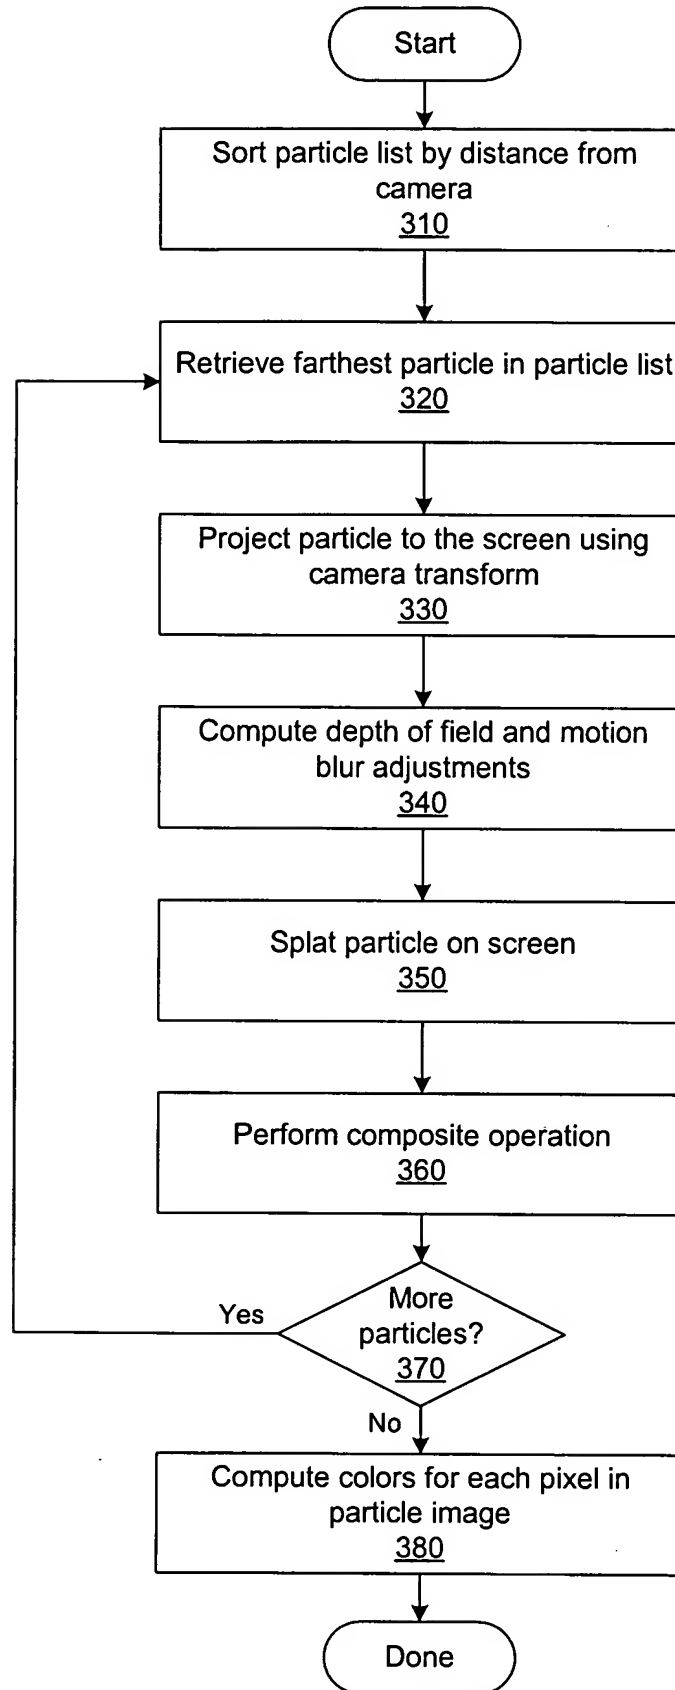 Start
Sort particle list by distance from
camera
310
Retrieve farthest particle in particle list
320
Project particle to the screen using
camera transform
330
Compute depth of field and motion
blur adjustments
340
Splat particle on screen
350
Perform composite operation
360
Yes
More
particles?
370
No
Compute colors for each pixel in
particle image
380
Done